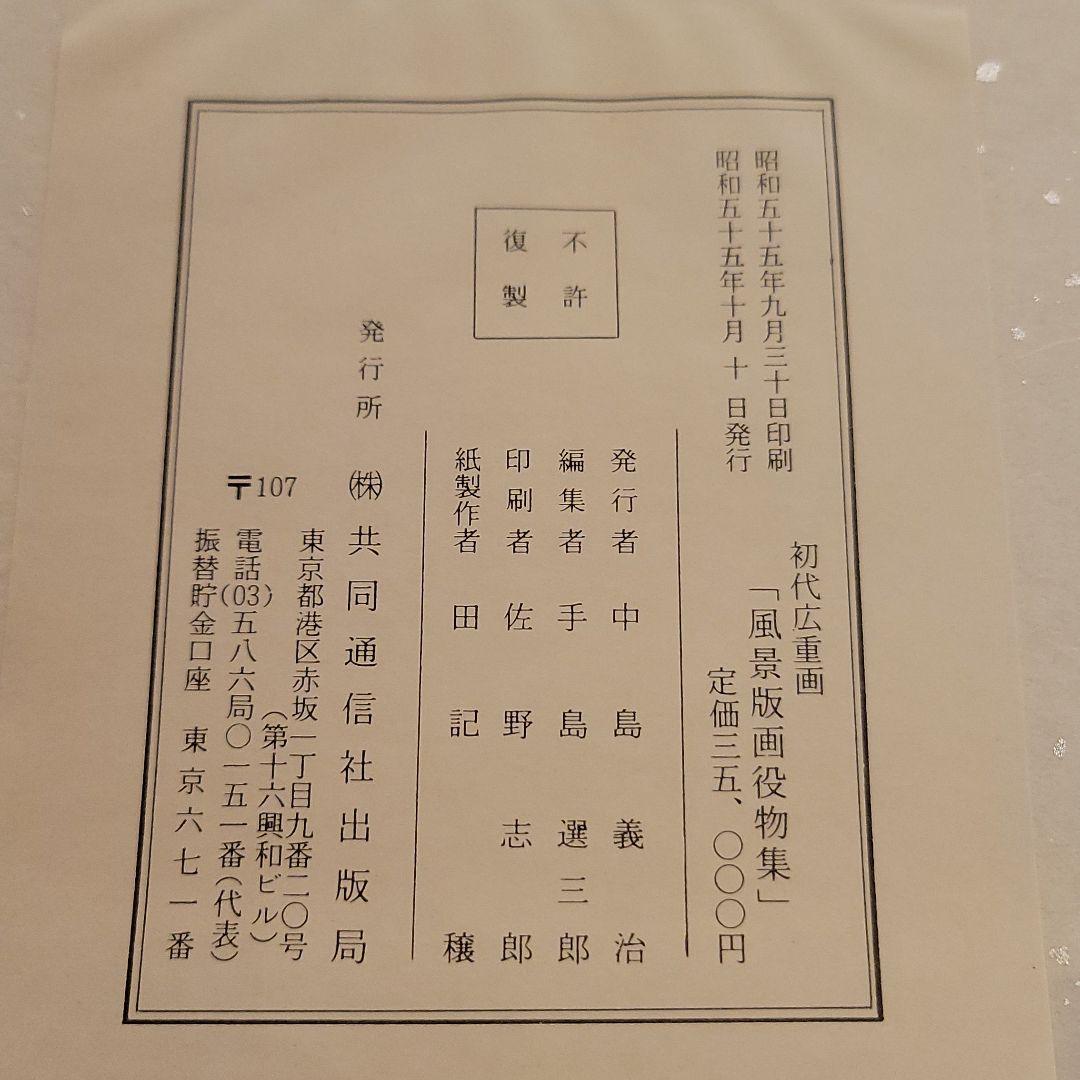 昭和五十五年九月三十日印刷
昭和五十五年十月 十 日発行
初代広重画
「風景版画役物集」
定価三五、〇〇〇円
不許
復製
発行者 中島義治
編集者 手島選三郎
印刷者 佐野志郎
紙製作者 田記穣
発行所 ㈱共同通信社出版局
東京都港区赤坂一丁目九番二〇号
(第十六興和ビル)
〒107
電話(03)五八六局〇一五一番(代表)
振替貯金口座 東京六七一番